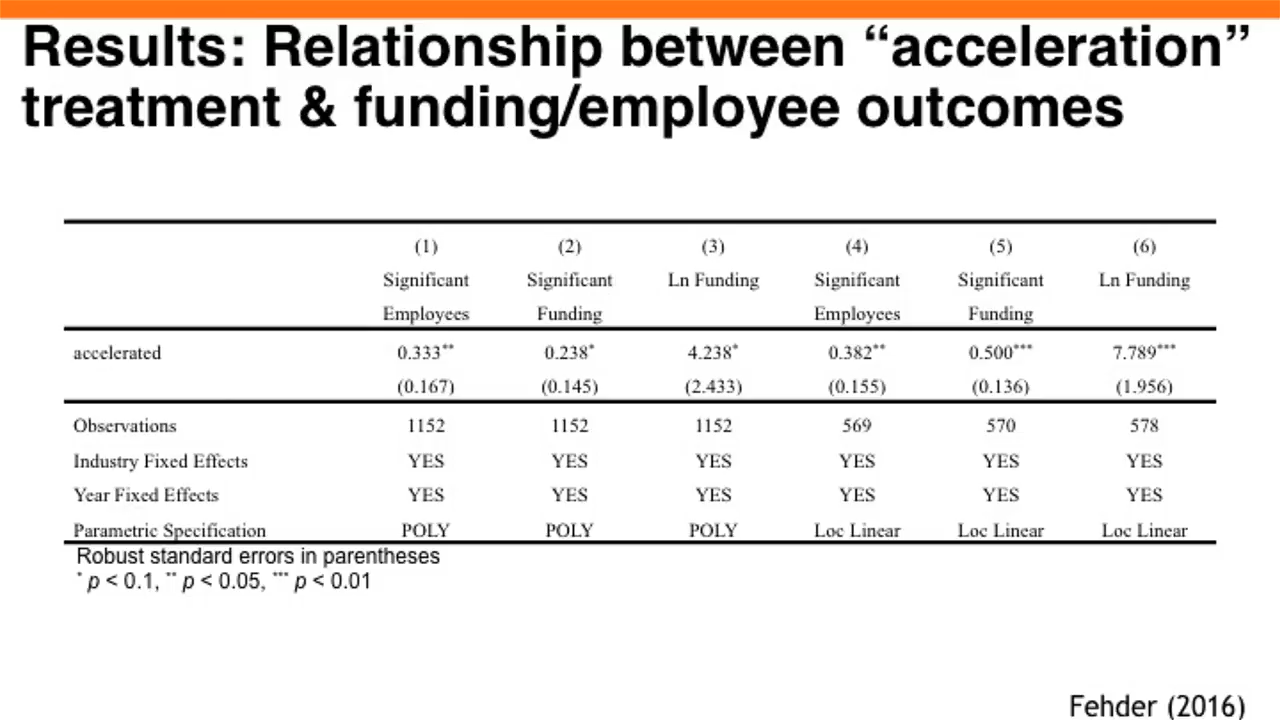 Results: Relationship between “acceleration”
treatment & funding/employee outcomes
(1) (2) (3) (4) (5) (6)
Significant Significant Ln Funding Significant Significant Ln Funding
Employees Funding Employees Funding
accelerated 0.333** 0.238* 4.238* 0.382** 0.500*** 7.789***
(0.167) (0.145) (2.433) (0.155) (0.136) (1.956)
Observations 1152 1152 1152 569 570 578
Industry Fixed Effects YES YES YES YES YES YES
Year Fixed Effects YES YES YES YES YES YES
Parametric Specification POLY POLY POLY Loc Linear Loc Linear Loc Linear
Robust standard errors in parentheses
* p < 0.1, ** p < 0.05, *** p < 0.01
Fehder (2016)